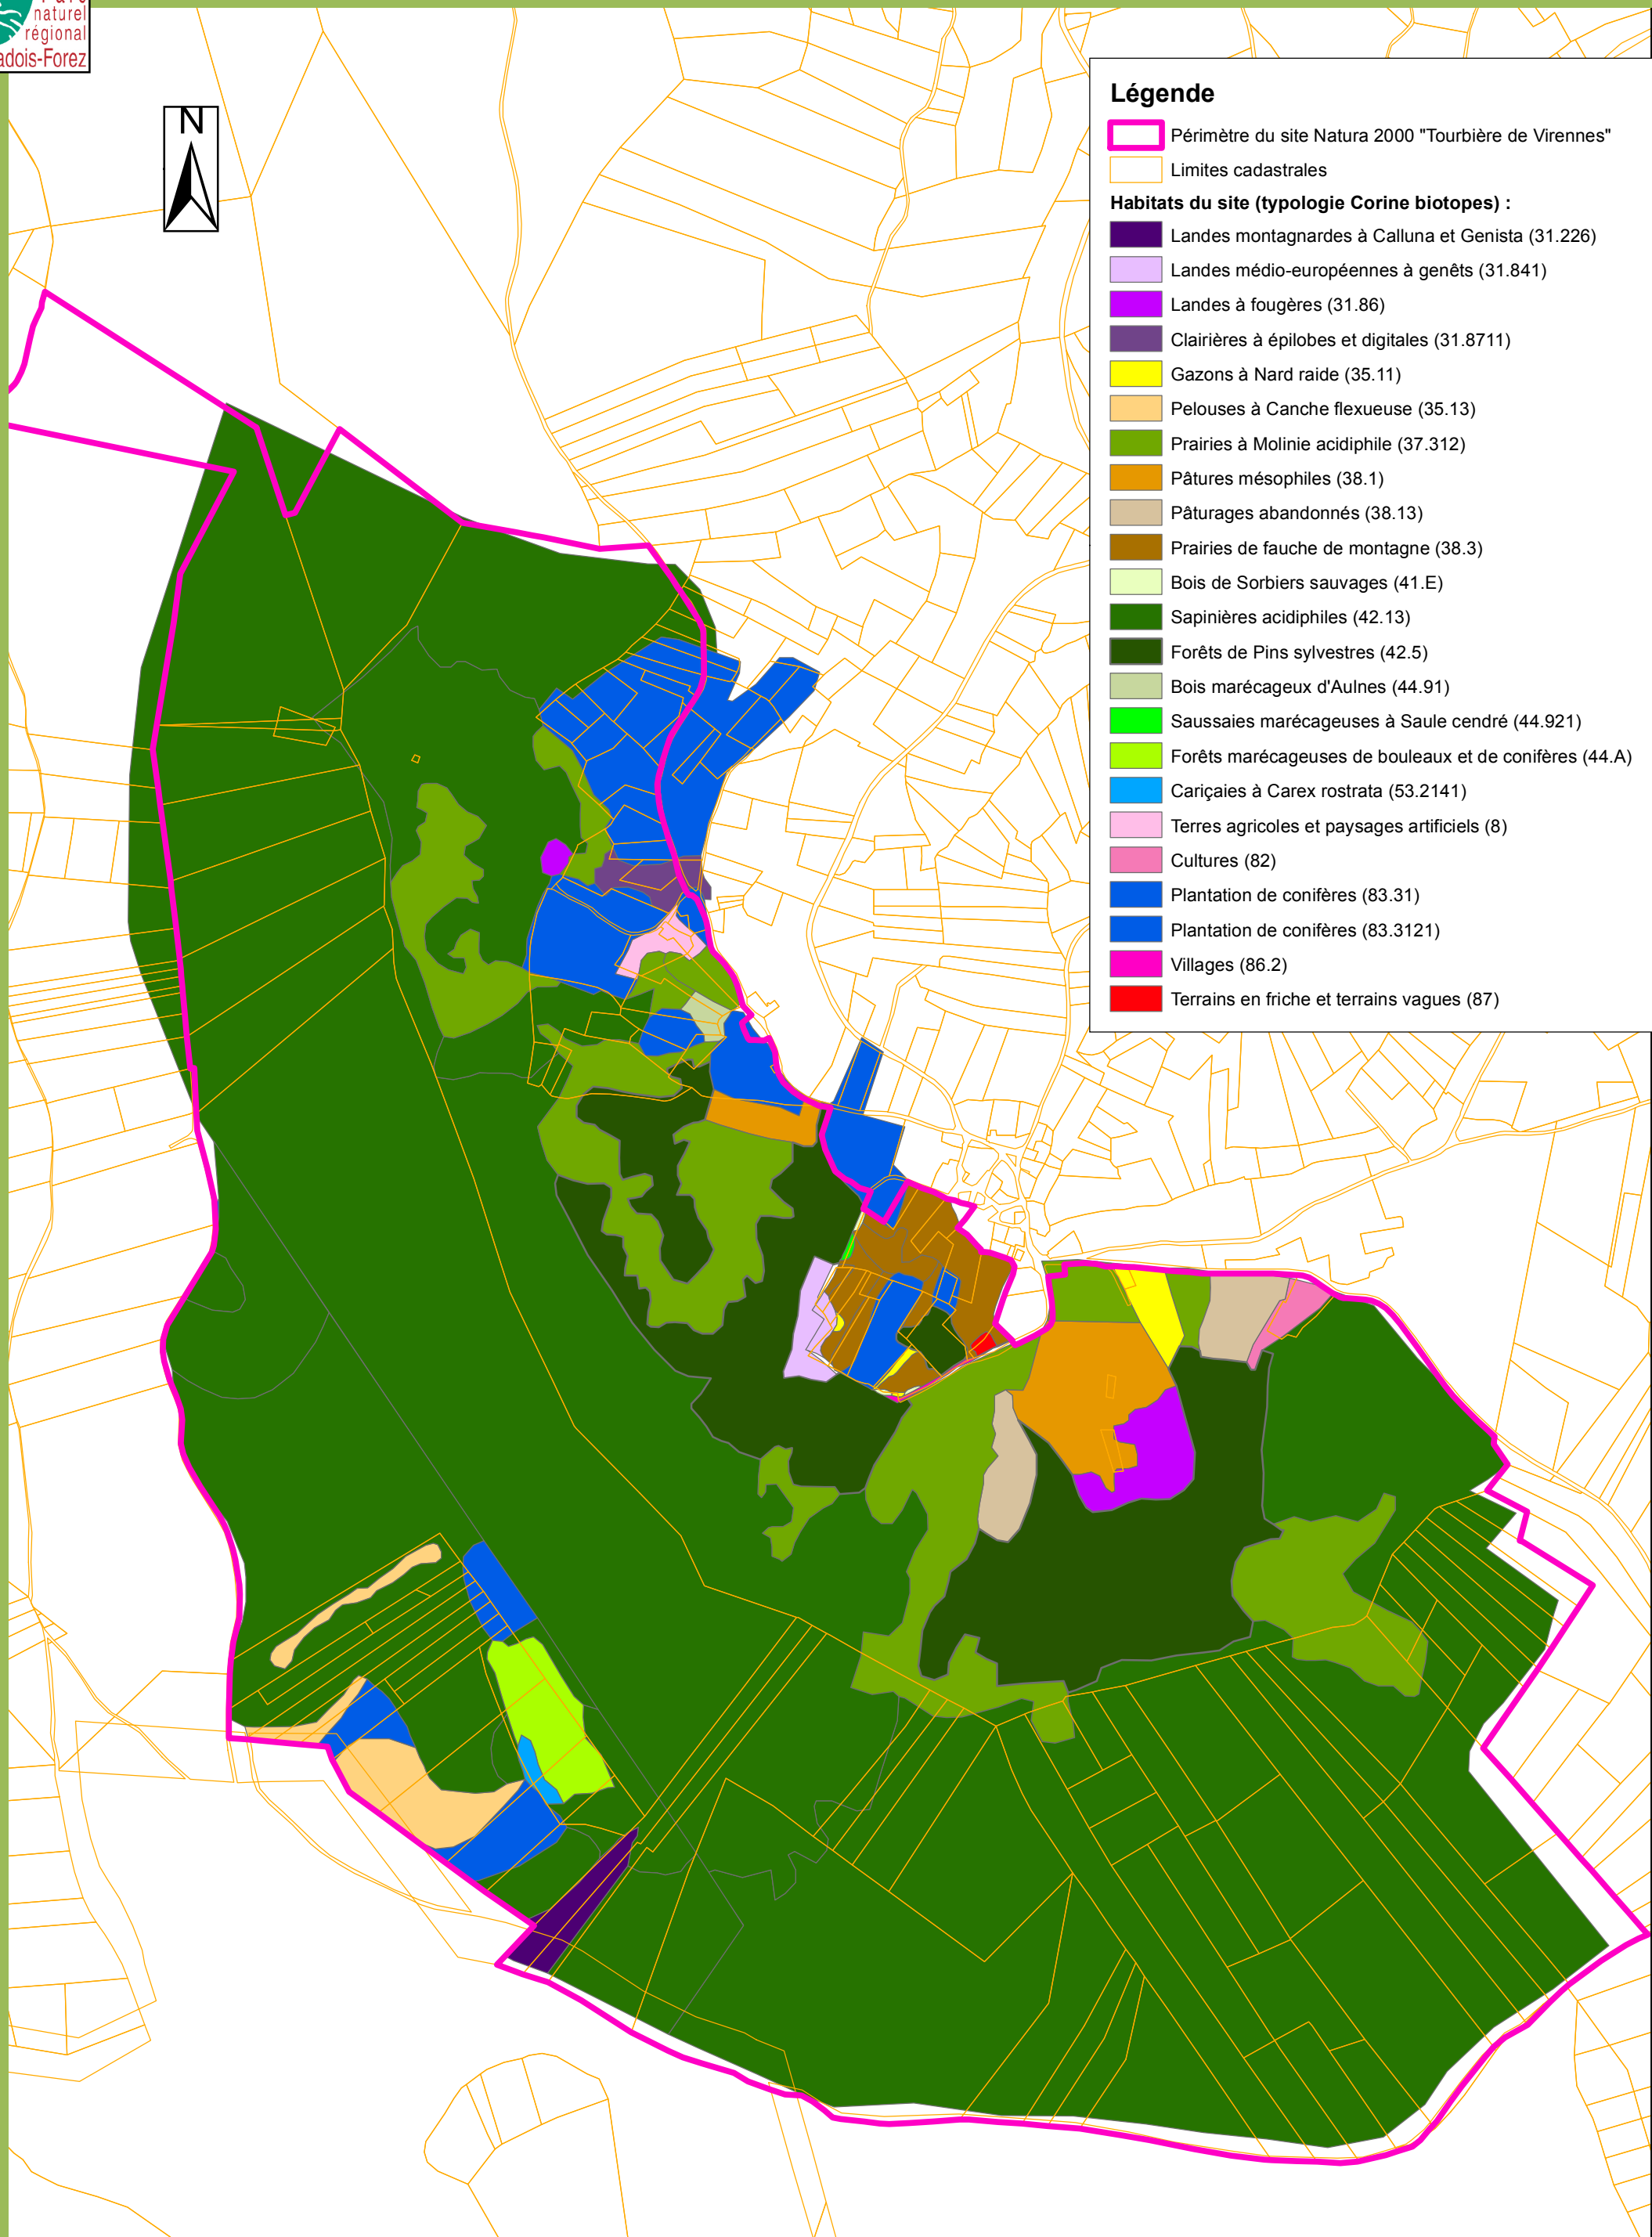 naturel
régional
N
Légende
Périmètre du site Natura 2000 "Tourbière de Virennes"
Limites cadastrales
Habitats du site (typologie Corine biotopes) :
Landes montagnardes à Calluna et Genista (31.226)
Landes médio-européennes à genêts (31.841)
Landes à fougères (31.86)
Clairières à épilobes et digitales (31.8711)
Gazons à Nard raide (35.11)
Pelouses à Canche flexueuse (35.13)
Prairies à Molinie acidiphile (37.312)
Pâtures mésophiles (38.1)
Pâturages abandonnés (38.13)
Prairies de fauche de montagne (38.3)
Bois de Sorbiers sauvages (41.E)
Sapinières acidiphiles (42.13)
Forêts de Pins sylvestres (42.5)
Bois marécageux d'Aulnes (44.91)
Saussaies marécageuses à Saule cendré (44.921)
Forêts marécageuses de bouleaux et de conifères (44.A)
Cariçaies à Carex rostrata (53.2141)
Terres agricoles et paysages artificiels (8)
Cultures (82)
Plantation de conifères (83.31)
Plantation de conifères (83.3121)
Villages (86.2)
Terrains en friche et terrains vagues (87)